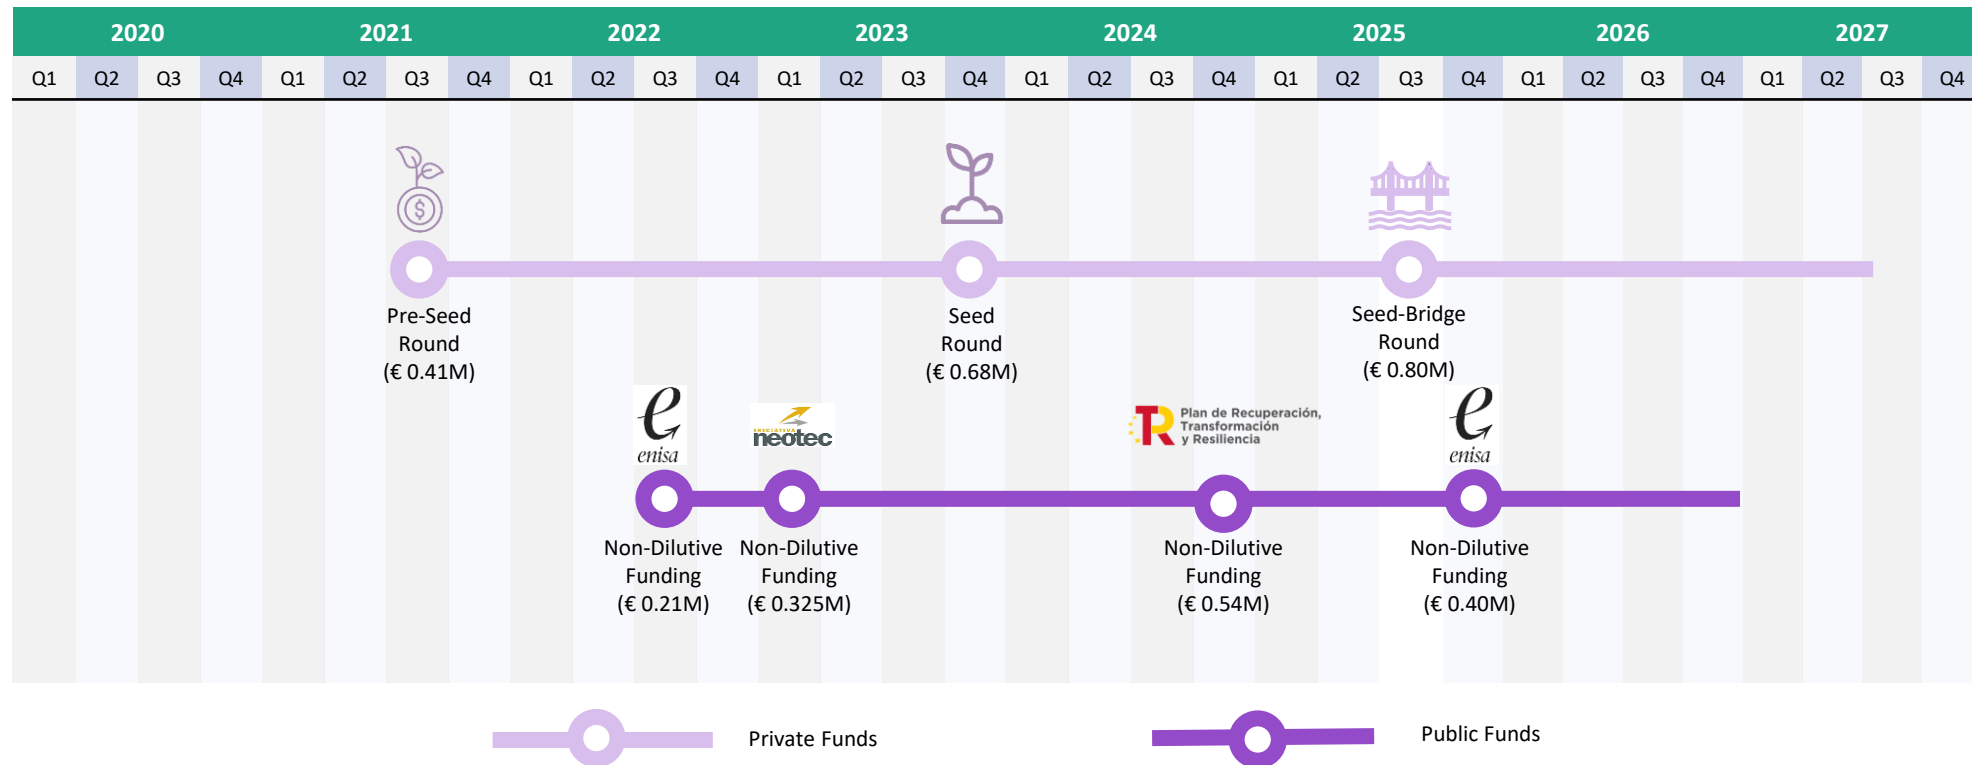 2020 2021 2022 2023 2024 2025 2026 2027
Q1 Q2 Q3 Q4 Q1 Q2 Q3 Q4 Q1 Q2 Q3 Q4 Q1 Q2 Q3 Q4 Q1 Q2 Q3 Q4 Q1 Q2 Q3 Q4 Q1 Q2 Q3 Q4 Q1 Q2 Q3 Q4
$
Pre-Seed
Round
(€ 0.41M)
Seed
Round
(€ 0.68M)
Seed-Bridge
Round
(€ 0.80M)
e
enisa
INICIATIVA
neotec
TR
Plan de Recuperación,
Transformación
y Resiliencia
e
enisa
Non-Dilutive
Funding
(€ 0.21M)
Non-Dilutive
Funding
(€ 0.325M)
Non-Dilutive
Funding
(€ 0.54M)
Non-Dilutive
Funding
(€ 0.40M)
Private Funds
Public Funds